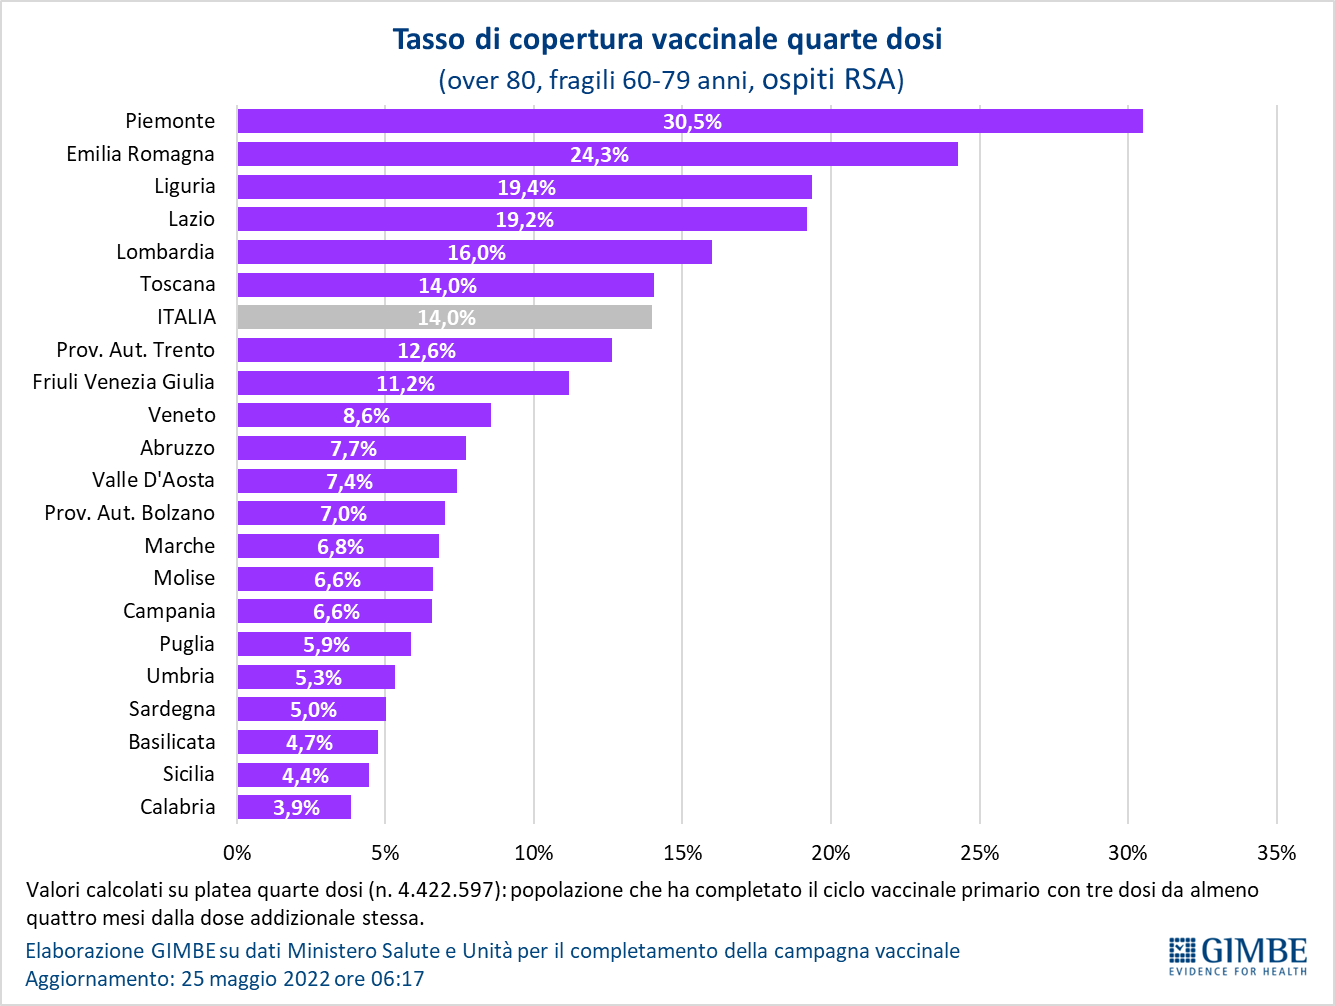 Tasso di copertura vaccinale quarte dosi
(over 80, fragili 60-79 anni, ospiti RSA)
Piemonte 30,5%
Emilia Romagna 24,3%
Liguria 19,4%
Lazio 19,2%
Lombardia 16,0%
Toscana 14,0%
ITALIA 14,0%
Prov. Aut. Trento 12,6%
Friuli Venezia Giulia 11,2%
Veneto 8,6%
Abruzzo 7,7%
Valle D'Aosta 7,4%
Prov. Aut. Bolzano 7,0%
Marche 6,8%
Molise 6,6%
Campania 6,6%
Puglia 5,9%
Umbria 5,3%
Sardegna 5,0%
Basilicata 4,7%
Sicilia 4,4%
Calabria 3,9%
0% 5% 10% 15% 20% 25% 30% 35%
Valori calcolati su platea quarte dosi (n. 4.422.597): popolazione che ha completato il ciclo vaccinale primario con tre dosi da almeno
quattro mesi dalla dose addizionale stessa.
Elaborazione GIMBE su dati Ministero Salute e Unità per il completamento della campagna vaccinale
Aggiornamento: 25 maggio 2022 ore 06:17
GIMBE
EVIDENCE FOR HEALTH